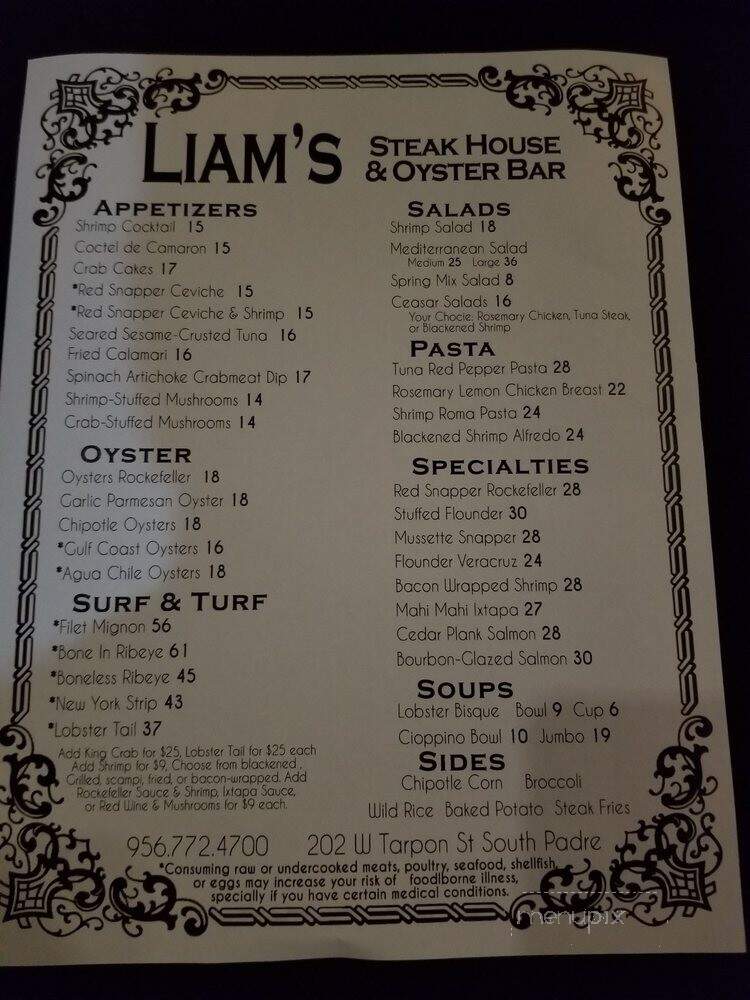 LIAM'S STEAK HOUSE
& OYSTER BAR
APPETIZERS
Shrimp Cocktail 15
Coctel de Camaron 15
Crab Cakes 17
*Red Snapper Ceviche 15
*Red Snapper Ceviche & Shrimp 15
Seared Sesame-Crusted Tuna 16
Fried Calamari 16
Spinach Artichoke Crabmeat Dip 17
Shrimp-Stuffed Mushrooms 14
Crab-Stuffed Mushrooms 14
OYSTER
Oysters Rockefeller 18
Garlic Parmesan Oyster 18
Chipotle Oysters 18
*Gulf Coast Oysters 16
*Agua Chile Oysters 18
SURF & TURF
*Filet Mignon 56
*Bone In Ribeye 61
*Boneless Ribeye 45
*New York Strip 43
*Lobster Tail 37
Add King Crab for $25, Lobster Tail for $25 each
Add Shrimp for $9, Choose from blackened,
Grilled, scampi, fried, or bacon-wrapped. Add
Rockefeller Sauce & Shrimp, Ixtapa Sauce,
or Red Wine & Mushrooms for $9 each.
SALADS
Shrimp Salad 18
Mediterranean Salad
Medium 25 Large 36
Spring Mix Salad 8
Ceasar Salads 16
Your Chocie: Rosemary Chicken, Tuna Steak,
or Blackened Shrimp
PASTA
Tuna Red Pepper Pasta 28
Rosemary Lemon Chicken Breast 22
Shrimp Roma Pasta 24
Blackened Shrimp Alfredo 24
SPECIALTIES
Red Snapper Rockefeller 28
Stuffed Flounder 30
Mussette Snapper 28
Flounder Veracruz 24
Bacon Wrapped Shrimp 28
Mahi Mahi Ixtapa 27
Cedar Plank Salmon 28
Bourbon-Glazed Salmon 30
SOUPS
Lobster Bisque Bowl 9 Cup 6
Cioppino Bowl 10 Jumbo 19
SIDES
Chipotle Corn Broccoli
Wild Rice Baked Potato Steak Fries
956.772.4700 202 W Tarpon St South Padre
*Consuming raw or undercooked meats, poultry, seafood, shellfish,
or eggs may increase your risk of foodlborne illness,
specially if you have certain medical conditions.
menupix